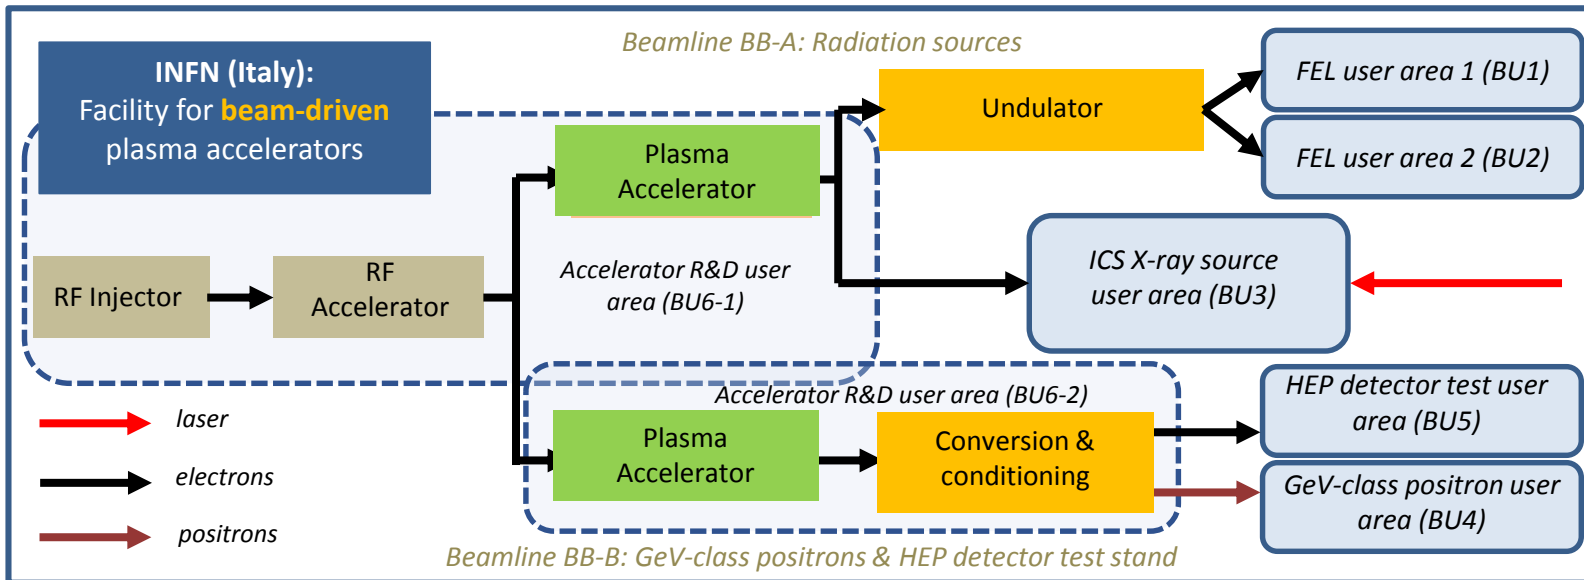 Beamline BB-A: Radiation sources
INFN (Italy):
Facility for beam-driven
plasma accelerators
Plasma
Accelerator
Undulator
FEL user area 1 (BU1)
FEL user area 2 (BU2)
RF Injector
RF
Accelerator
Accelerator R&D user
area (BU6-1)
ICS X-ray source
user area (BU3)
laser
electrons
positrons
Accelerator R&D user area (BU6-2)
Plasma
Accelerator
Conversion &
conditioning
HEP detector test user
area (BU5)
GeV-class positron user
area (BU4)
Beamline BB-B: GeV-class positrons & HEP detector test stand